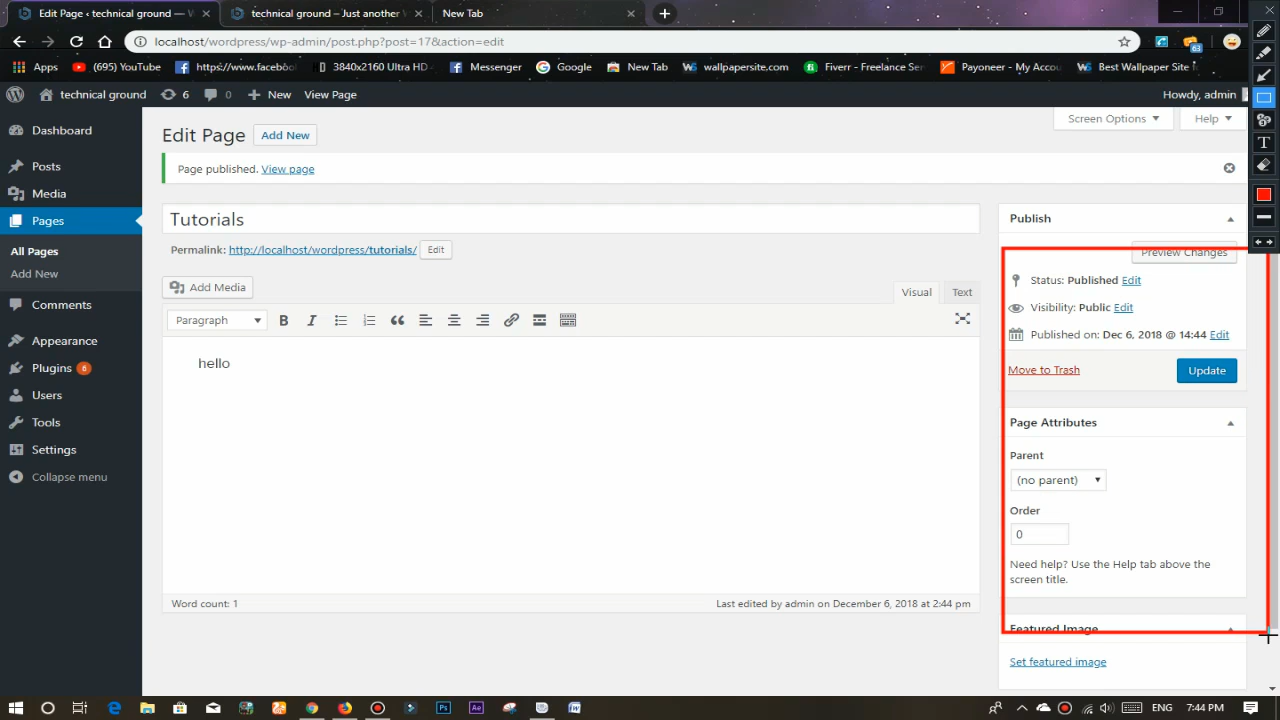 Edit Page ‹ technical ground — W
technical ground – Just another W
New Tab
localhost/wordpress/wp-admin/post.php?post=17&action=edit
63
Apps
(695) YouTube
https://www.facebo
3840x2160 Ultra HD
Messenger
Google
New Tab
wallpapersite.com
Fiverr - Freelance Ser
Payoneer - My Accou
Best Wallpaper Site
technical ground
6
0
New
View Page
Howdy, admin
Dashboard
Posts
Media
Pages
All Pages
Add New
Comments
Appearance
Plugins 6
Users
Tools
Settings
Collapse menu
Screen Options
Help
Edit Page
Add New
Page published. View page
Tutorials
Permalink: http://localhost/wordpress/tutorials/ Edit
Add Media
Visual
Text
Paragraph
B
I
hello
Word count: 1
Last edited by admin on December 6, 2018 at 2:44 pm
Publish
Preview Changes
Status: Published Edit
Visibility: Public Edit
Published on: Dec 6, 2018 @ 14:44 Edit
Move to Trash
Update
Page Attributes
Parent
(no parent)
Order
0
Need help? Use the Help tab above the
screen title.
Featured Image
Set featured image
T
Ps
Ae
W
ENG
7:44 PM